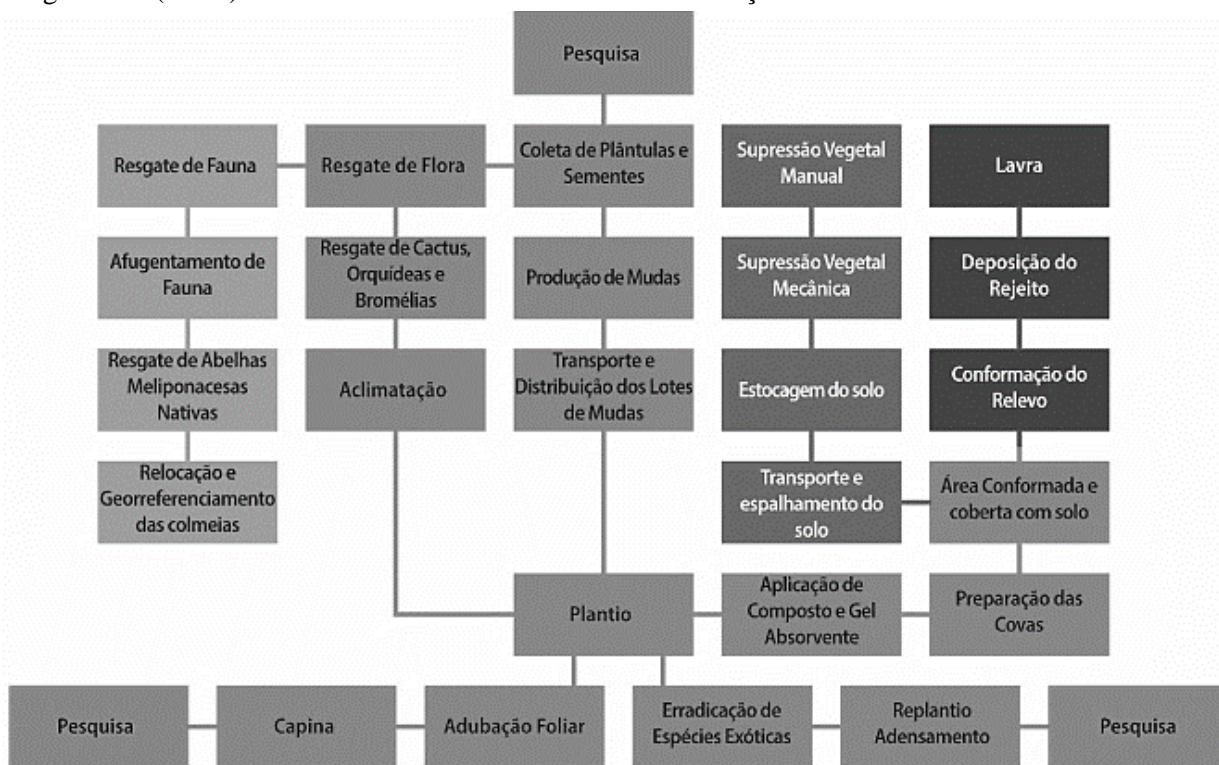 Pesquisa
Resgate de Fauna
Resgate de Flora
Coleta de Plântulas e
Sementes
Supressão Vegetal
Manual
Lavra
Afugentamento de
Fauna
Resgate de Cactus,
Orquídeas e
Bromélias
Produção de Mudas
Supressão Vegetal
Mecânica
Deposição do
Rejeito
Resgate de Abelhas
Meliponacesas
Nativas
Aclimatação
Transporte e
Distribuição dos Lotes
de Mudas
Estocagem do solo
Conformação do
Relevo
Relocação e
Georreferenciamento
das colmeias
Transporte e
espalhamento do
solo
Área Conformada e
coberta com solo
Plantio
Aplicação de
Composto e Gel
Absorvente
Preparação das
Covas
Pesquisa
Capina
Adubação Foliar
Erradicação de
Espécies Exóticas
Replantio
Adensamento
Pesquisa